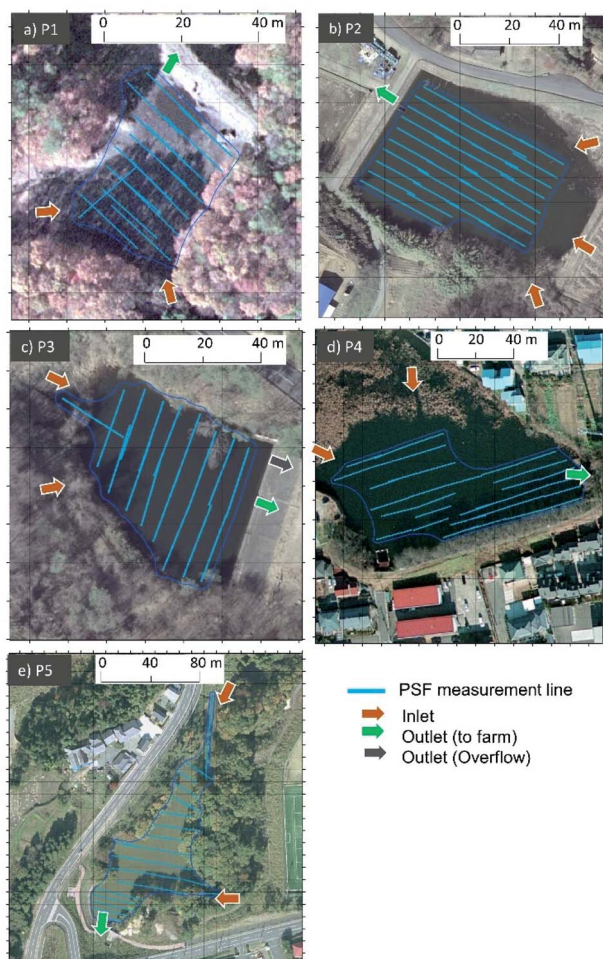 a) P1
0 20 40 m
b) P2
0 20 40 m
c) P3
0 20 40 m
d) P4
0 20 40 m
e) P5
0 40 80 m
PSF measurement line
Inlet
Outlet (to farm)
Outlet (Overflow)